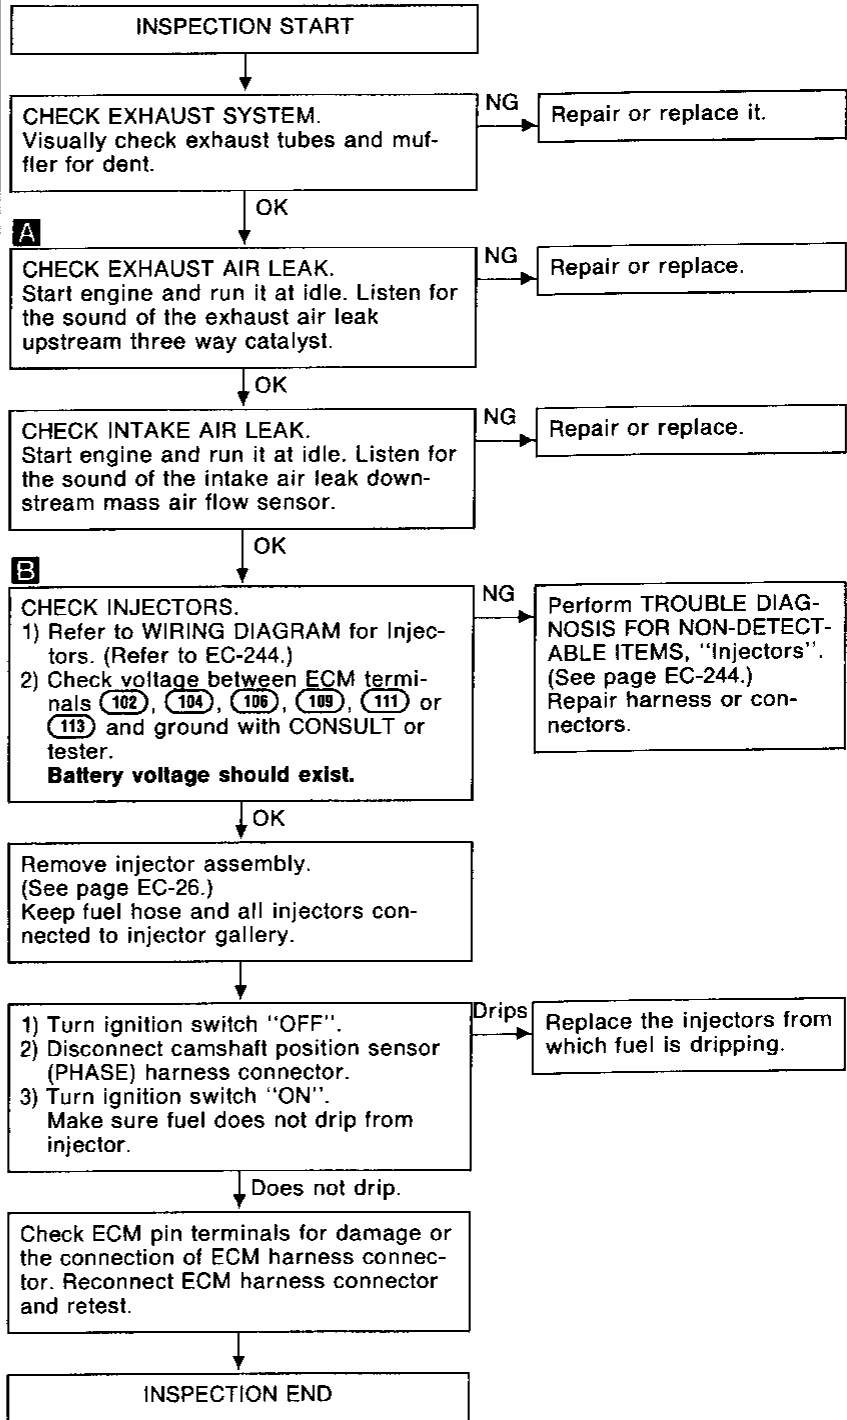 INSPECTION START
CHECK EXHAUST SYSTEM.
Visually check exhaust tubes and muf-
fler for dent.
NG
Repair or replace it.
OK
A
CHECK EXHAUST AIR LEAK.
Start engine and run it at idle. Listen for
the sound of the exhaust air leak
upstream three way catalyst.
NG
Repair or replace.
OK
CHECK INTAKE AIR LEAK.
Start engine and run it at idle. Listen for
the sound of the intake air leak down-
stream mass air flow sensor.
NG
Repair or replace.
OK
B
CHECK INJECTORS.
1) Refer to WIRING DIAGRAM for Injec-
tors. (Refer to EC-244.)
2) Check voltage between ECM termi-
nals 102, 104, 106, 109, 111 or
113 and ground with CONSULT or
tester.
Battery voltage should exist.
NG
Perform TROUBLE DIAG-
NOSIS FOR NON-DETECT-
ABLE ITEMS, "Injectors".
(See page EC-244.)
Repair harness or con-
nectors.
OK
Remove injector assembly.
(See page EC-26.)
Keep fuel hose and all injectors con-
nected to injector gallery.
1) Turn ignition switch "OFF".
2) Disconnect camshaft position sensor
(PHASE) harness connector.
3) Turn ignition switch "ON".
Make sure fuel does not drip from
injector.
Drips
Replace the injectors from
which fuel is dripping.
Does not drip.
Check ECM pin terminals for damage or
the connection of ECM harness connec-
tor. Reconnect ECM harness connector
and retest.
INSPECTION END